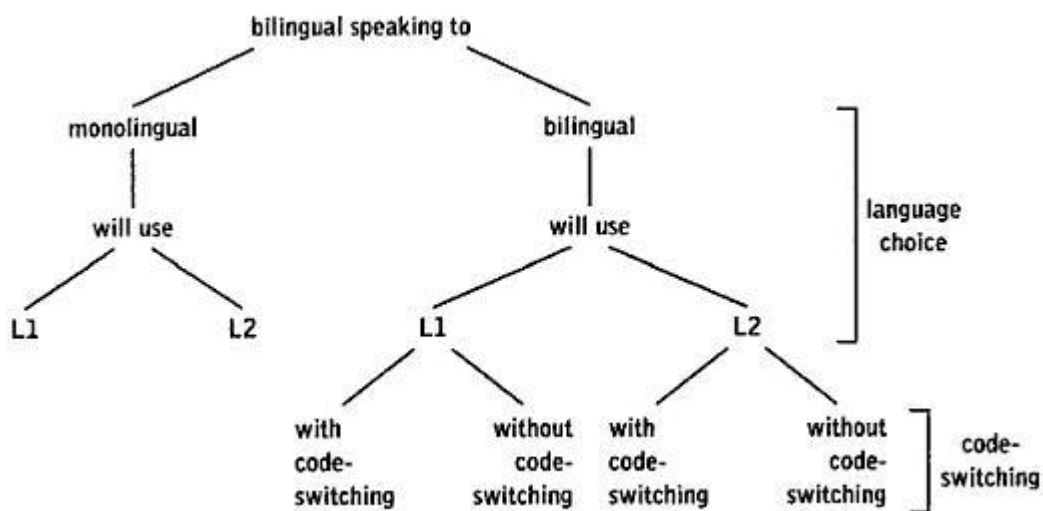 bilingual speaking to
monolingual
bilingual
will use
will use
language
choice
L1
L2
L1
L2
with
code-
switching
without
code-
switching
with
code-
switching
without
code-
switching
code-
switching